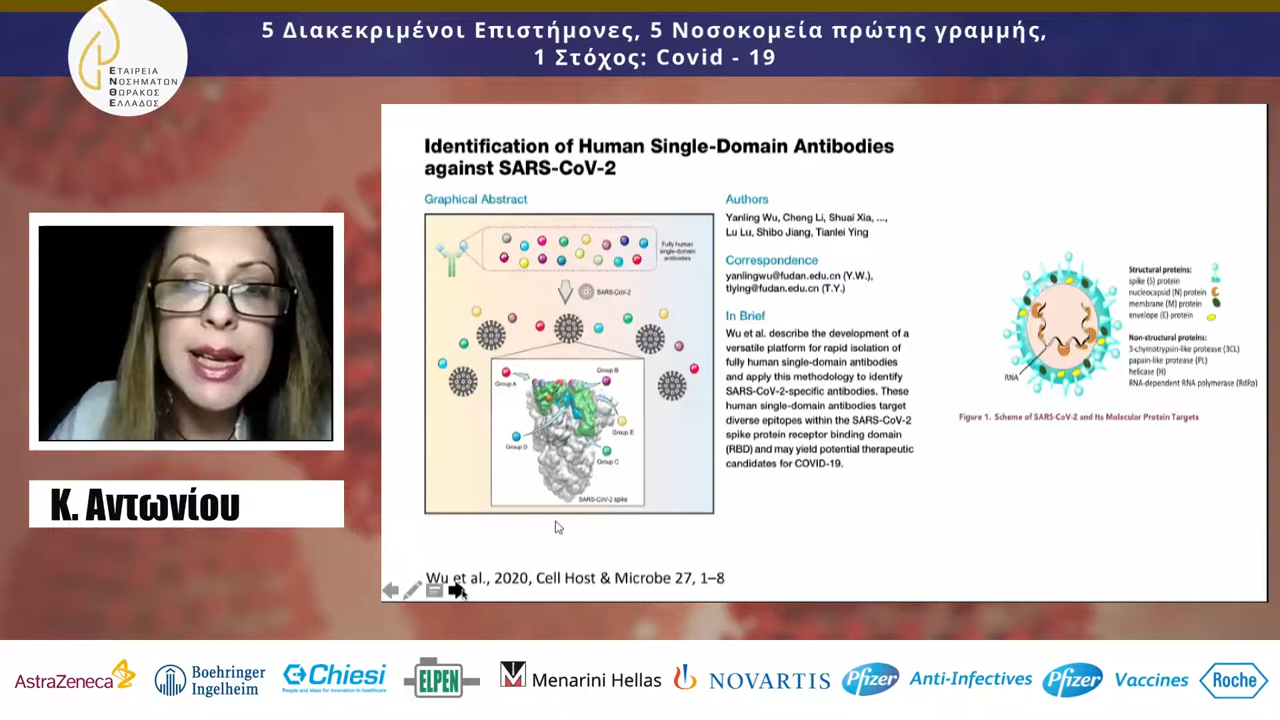 5 Διακεκριμένοι Επιστήμονες, 5 Νοσοκομεία πρώτης γραμμής,
1 Στόχος: Covid - 19
ΕΤΑΙΡΕΙΑ
ΝΟΣΗΜΑΤΩΝ
ΘΩΡΑΚΟΣ
ΕΛΛΑΔΟΣ
Κ. Αντωνίου
Identification of Human Single-Domain Antibodies
against SARS-CoV-2
Graphical Abstract
Fully human
single-domain
antibodies
SARS-CoV-2
Group A
Group B
Group E
Group D
Group C
SARS-CoV-2 spike
Authors
Yanling Wu, Cheng Li, Shuai Xia, ...,
Lu Lu, Shibo Jiang, Tianlei Ying
Correspondence
yanlingwu@fudan.edu.cn (Y.W.),
tlying@fudan.edu.cn (T.Y.)
In Brief
Wu et al. describe the development of a
versatile platform for rapid isolation of
fully human single-domain antibodies
and apply this methodology to identify
SARS-CoV-2-specific antibodies. These
human single-domain antibodies target
diverse epitopes within the SARS-CoV-2
spike protein receptor binding domain
(RBD) and may yield potential therapeutic
candidates for COVID-19.
Structural proteins:
spike (S) protein
nucleocapsid (N) protein
membrane (M) protein
envelope (E) protein
Non-structural proteins:
3-chymotrypin-like protease (3CL)
papain-like protease (PL)
helicase (H)
RNA-dependent RNA polymerase (RdRp)
RNA
Figure 1. Scheme of SARS-CoV-2 and Its Molecular Protein Targets
Wu et al., 2020, Cell Host & Microbe 27, 1–8
AstraZeneca
Boehringer
Ingelheim
Chiesi
People and ideas for innovation in healthcare
ELPEN
Menarini Hellas
NOVARTIS
Pfizer Anti-Infectives
Pfizer Vaccines
Roche